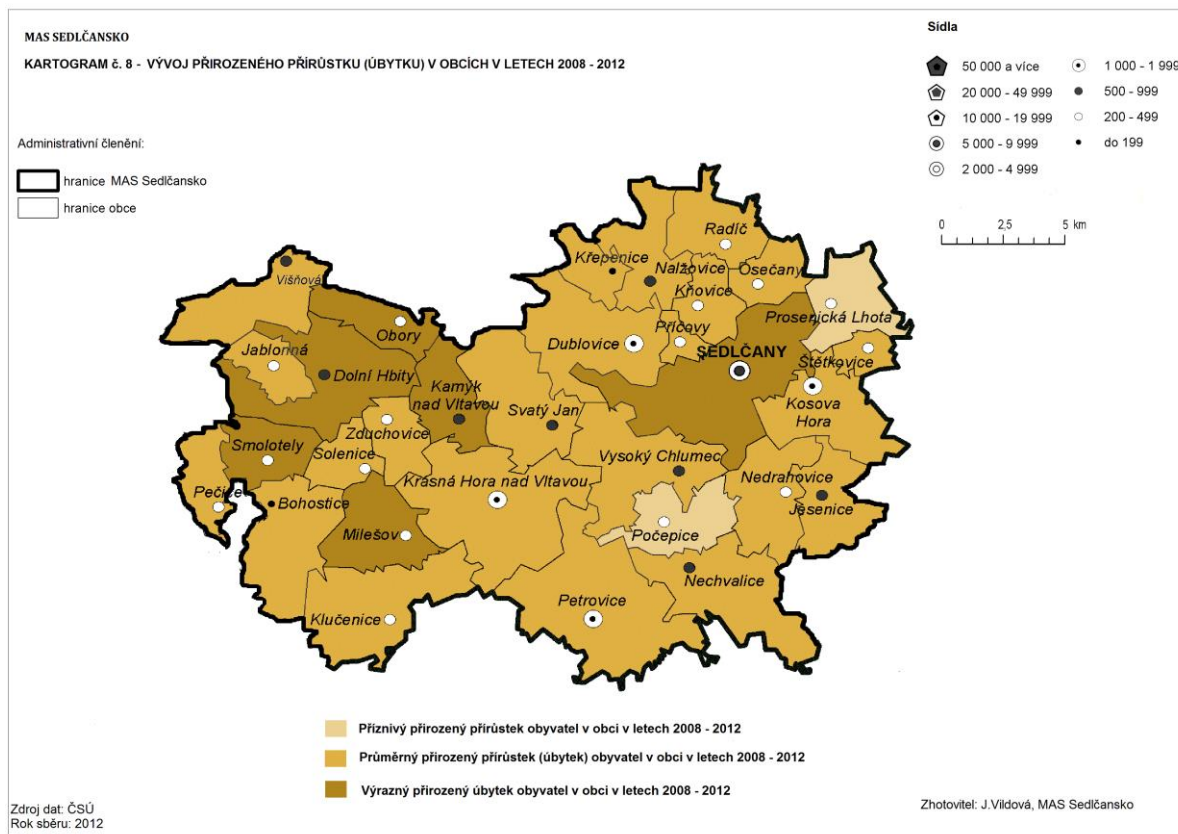 MAS SEDLČANSKO
KARTOGRAM č. 8 - VÝVOJ PŘIROZENÉHO PŘÍRŮSTKU (ÚBYTKU) V OBCÍCH V LETECH 2008 - 2012
Administrativní členění:
hranice MAS Sedlčansko
hranice obce
Sídla
50 000 a více
20 000 - 49 999
10 000 - 19 999
5 000 - 9 999
2 000 - 4 999
1 000 - 1 999
500 - 999
200 - 499
do 199
0 2.5 5 km
Radíč
Křepenice
Nalžovice
Osečany
Višňová
Kňovice
Prosenická Lhota
Obory
Příčovy
Dublovice
SEDLČANY
Štětkovice
Jablonná
Dolní Hbity
Kamýk
nad Vltavou
Svatý Jan
Kosova
Hora
Zduchovice
Smolotely
Solenice
Vysoký Chlumec
Krásná Hora nad Vltavou
Nedrahovice
Pečice
Bohostice
Jesenice
Milešov
Počepice
Nechvalice
Petrovice
Klučenice
Příznivý přirozený přírůstek obyvatel v obci v letech 2008 - 2012
Průměrný přirozený přírůstek (úbytek) obyvatel v obci v letech 2008 - 2012
Výrazný přirozený úbytek obyvatel v obci v letech 2008 - 2012
Zdroj dat: ČSÚ
Rok sběru: 2012
Zhotovitel: J.Vildová, MAS Sedlčansko